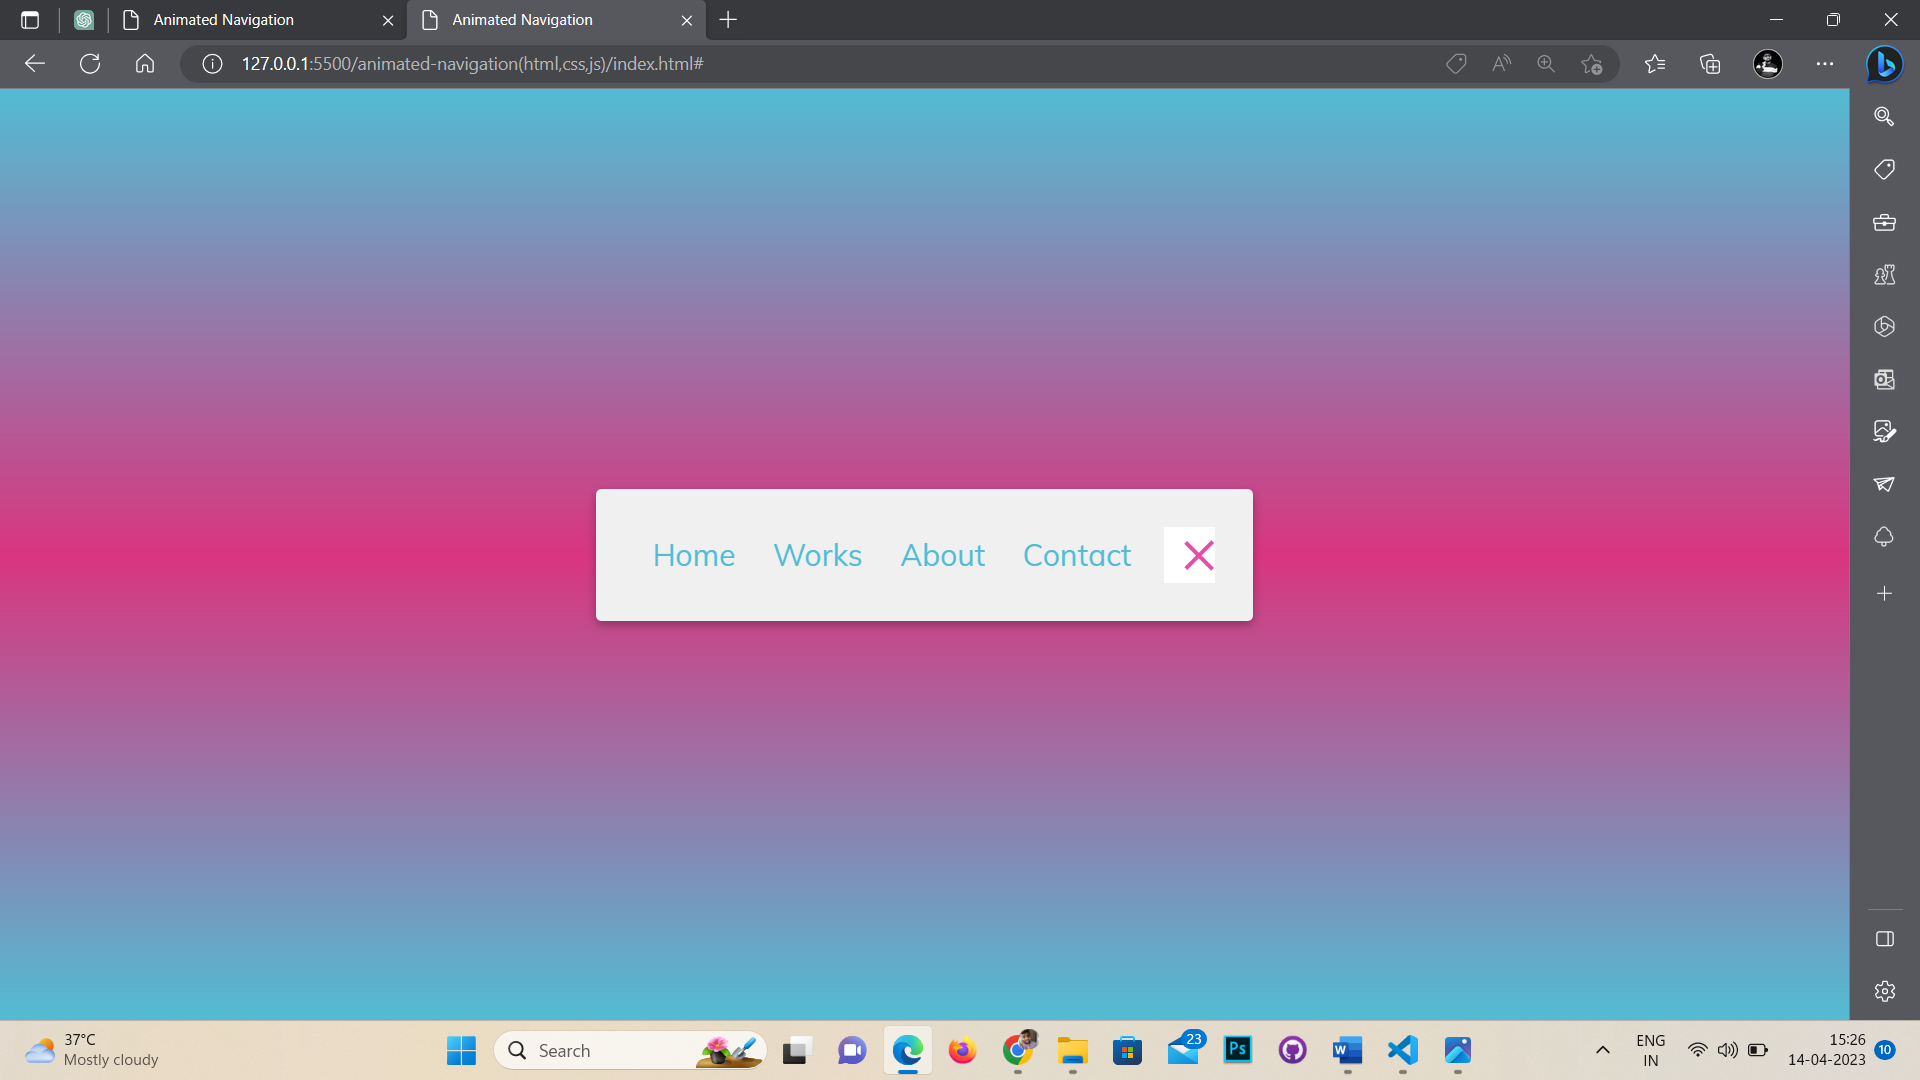 Animated Navigation
Animated Navigation
127.0.0.1:5500/animated-navigation(html,css,js)/index.html#
Home Works About Contact
37°C
Mostly cloudy
Search
23
Ps
W
ENG
IN
15:26
14-04-2023
10